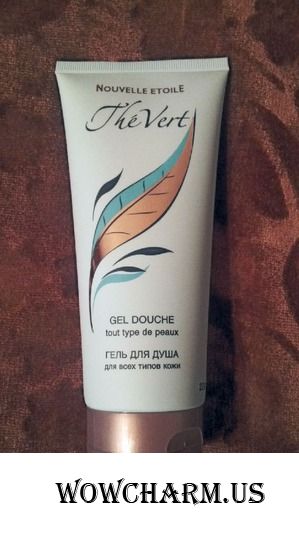 NOUVELLE ETOILE
Thé Vert
GEL DOUCHE
tout type de peaux
ГЕЛЬ ДЛЯ ДУША
для всех типов кожи
WOWCHARM.US